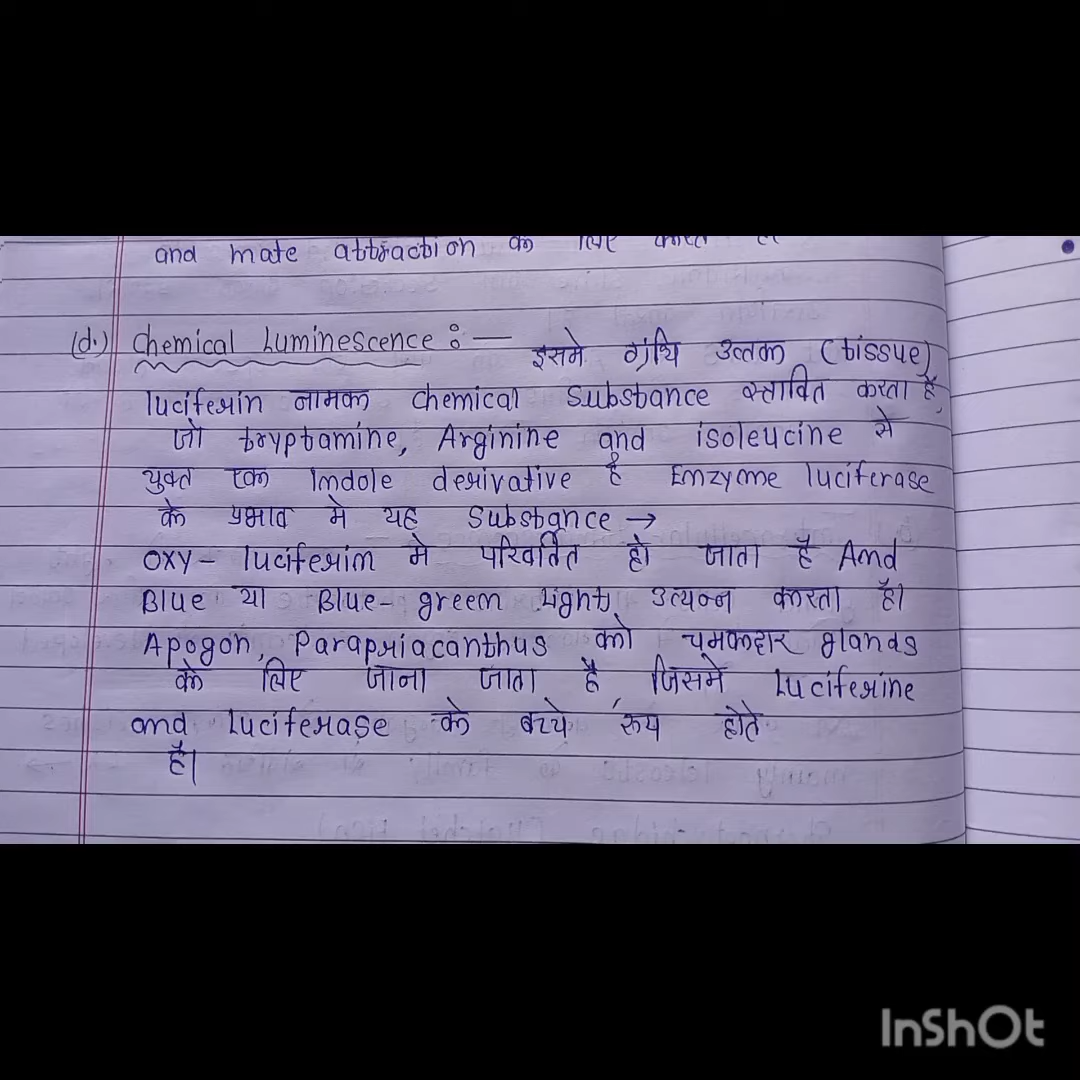 and mate attraction के लिए करते है
(d.) Chemical Luminescence :— इसमे ग्रंथि उत्तक (tissue)
luciferin नामक chemical substance स्त्रावित करता है,
जो tryptamine, Arginine and isoleucine से
युक्त एक Indole derivative है Enzyme luciferase
के प्रभाव मे यह substance →
oxy - luciferin मे परिवर्तित हो जाता है And
Blue या Blue - green light उत्पन्न करता है।
Apogon, Parapriacanthus को चमकदार glands
के लिए जाना जाता है जिसमे Luciferine
and Luciferase के बच्चे रूप होते
है।
InShOt